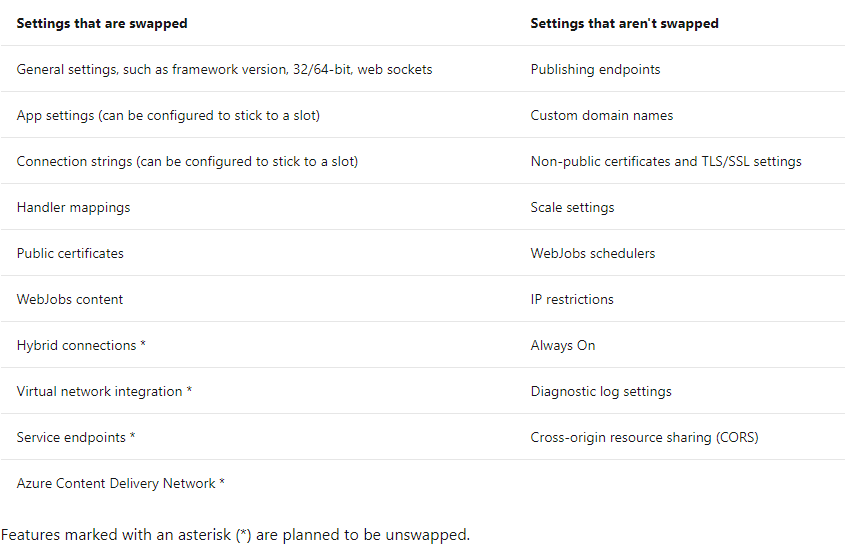 Settings that are swapped Settings that aren't swapped
General settings, such as framework version, 32/64-bit, web sockets Publishing endpoints
App settings (can be configured to stick to a slot) Custom domain names
Connection strings (can be configured to stick to a slot) Non-public certificates and TLS/SSL settings
Handler mappings Scale settings
Public certificates WebJobs schedulers
WebJobs content IP restrictions
Hybrid connections * Always On
Virtual network integration * Diagnostic log settings
Service endpoints * Cross-origin resource sharing (CORS)
Azure Content Delivery Network *
Features marked with an asterisk (*) are planned to be unswapped.